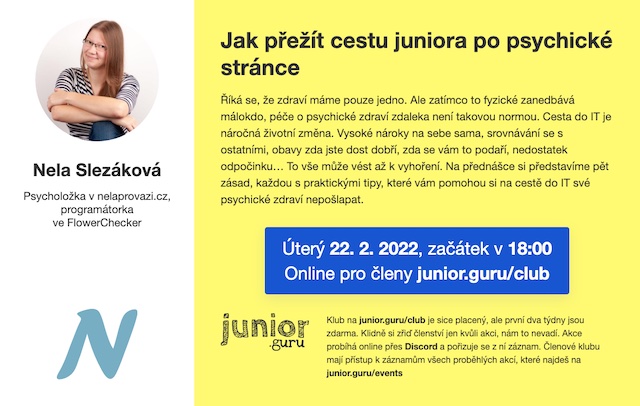 Nela Slezáková
Psycholožka v nelaprovazi.cz,
programátorka
ve FlowerChecker
N
Jak přežít cestu juniora po psychické
stránce
Říká se, že zdraví máme pouze jedno. Ale zatímco to fyzické zanedbává
málokdo, péče o psychické zdraví zdaleka není takovou normou. Cesta do IT je
náročná životní změna. Vysoké nároky na sebe sama, srovnávání se s
ostatními, obavy zda jste dost dobří, zda se vám to podaří, nedostatek
odpočinku… To vše může vést až k vyhoření. Na přednášce si představíme pět
zásad, každou s praktickými tipy, které vám pomohou si na cestě do IT své
psychické zdraví nepošlapat.
Úterý 22. 2. 2022, začátek v 18:00
Online pro členy junior.guru/club
junior
.guru
Klub na junior.guru/club je sice placený, ale první dva týdny jsou
zdarma. Klidně si zřiď členství jen kvůli akci, nám to nevadí. Akce
probíhá online přes Discord a pořizuje se z ní záznam. Členové klubu
mají přístup k záznamům všech proběhlých akcí, které najdeš na
junior.guru/events